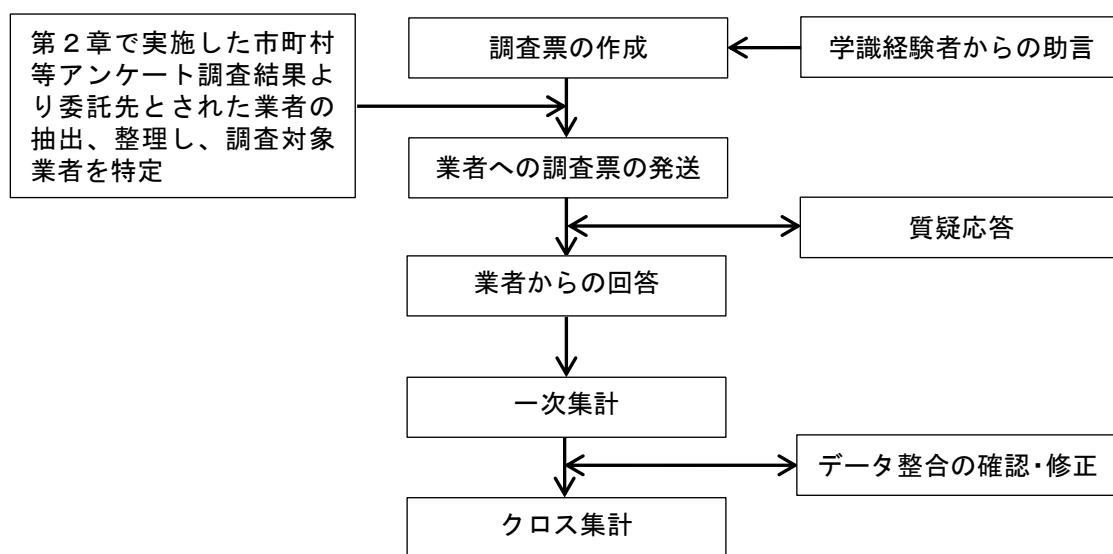 第２章で実施した市町村
等アンケート調査結果よ
り委託先とされた業者の
抽出、整理し、調査対象
業者を特定
調査票の作成
学識経験者からの助言
業者への調査票の発送
質疑応答
業者からの回答
一次集計
データ整合の確認・修正
クロス集計